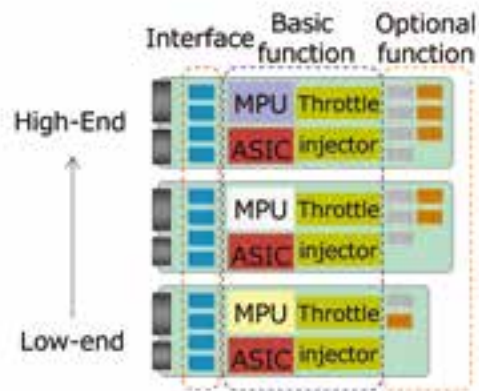 Interface
Basic
function
Optional
function
High-End
MPU Throttle
ASIC injector
MPU Throttle
ASIC injector
Low-end
MPU Throttle
ASIC injector